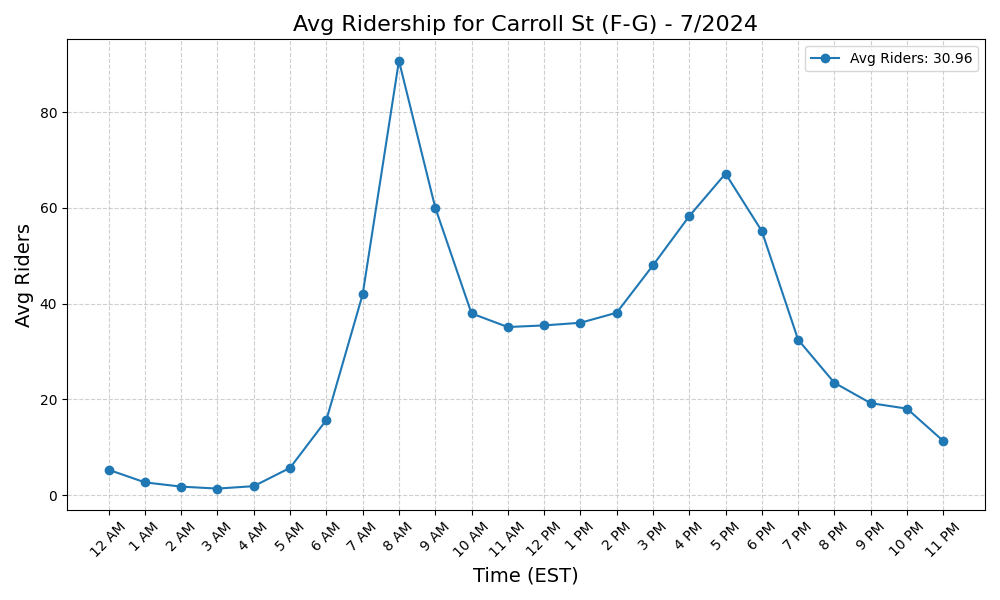 Avg Ridership for Carroll St (F-G) - 7/2024
Avg Riders: 30.96
Avg Riders
80
60
40
20
0
12 AM
1 AM
2 AM
3 AM
4 AM
5 AM
6 AM
7 AM
8 AM
9 AM
10 AM
11 AM
12 PM
1 PM
2 PM
3 PM
4 PM
5 PM
6 PM
7 PM
8 PM
9 PM
10 PM
11 PM
Time (EST)